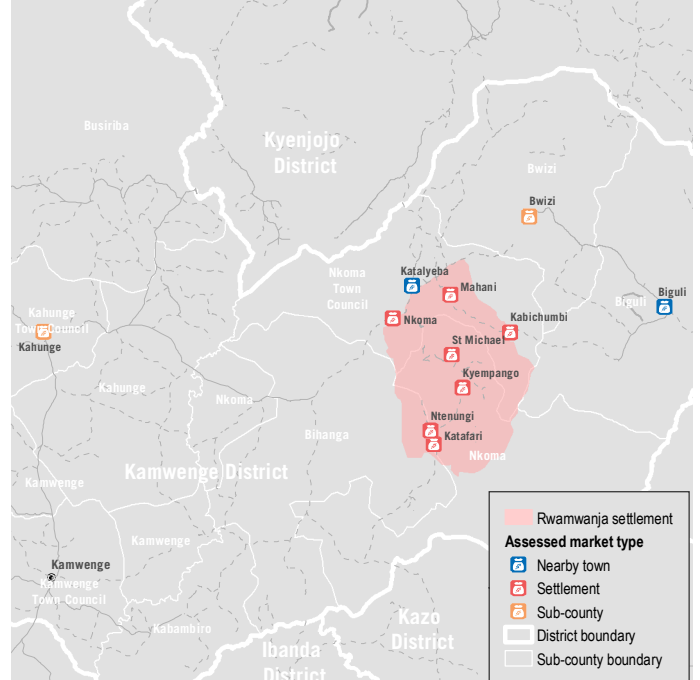 Busiriba
Kyenjojo
District
Bwizi
Bwizi
Katalyeba
Nkoma
Town
Council
Mahani
Biguli
Biguli
Kahunge
Town Council
Kahunge
Nkoma
Kabichumbi
St Michael
Kyempango
Kahunge
Nkoma
Bihanga
Ntenungi
Katafari
Nkoma
Kamwenge District
Kamwenge
Kamwenge
Kamwenge
Kamwenge
Town Council
Kabambiro
Kazo
District
Ibanda
District
Rwamwanja settlement
Assessed market type
Nearby town
Settlement
Sub-county
District boundary
Sub-county boundary